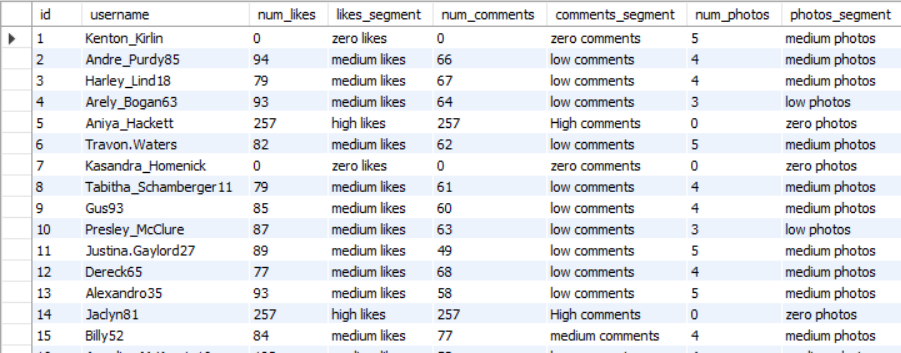 id username num_likes likes_segment num_comments comments_segment num_photos photos_segment
1 Kenton_Kirlin 0 zero likes 0 zero comments 5 medium photos
2 Andre_Purdy85 94 medium likes 66 low comments 4 medium photos
3 Harley_Lind18 79 medium likes 67 low comments 4 medium photos
4 Arely_Bogan63 93 medium likes 64 low comments 3 low photos
5 Aniya_Hackett 257 high likes 257 High comments 0 zero photos
6 Travon.Waters 82 medium likes 62 low comments 5 medium photos
7 Kasandra_Homenick 0 zero likes 0 zero comments 0 zero photos
8 Tabitha_Schamberger11 79 medium likes 61 low comments 4 medium photos
9 Gus93 85 medium likes 60 low comments 4 medium photos
10 Presley_McClure 87 medium likes 63 low comments 3 low photos
11 Justina.Gaylord27 89 medium likes 49 low comments 5 medium photos
12 Dereck65 77 medium likes 68 low comments 4 medium photos
13 Alexandro35 93 medium likes 58 low comments 5 medium photos
14 Jaclyn81 257 high likes 257 High comments 0 zero photos
15 Billy52 84 medium likes 77 medium comments 4 medium photos